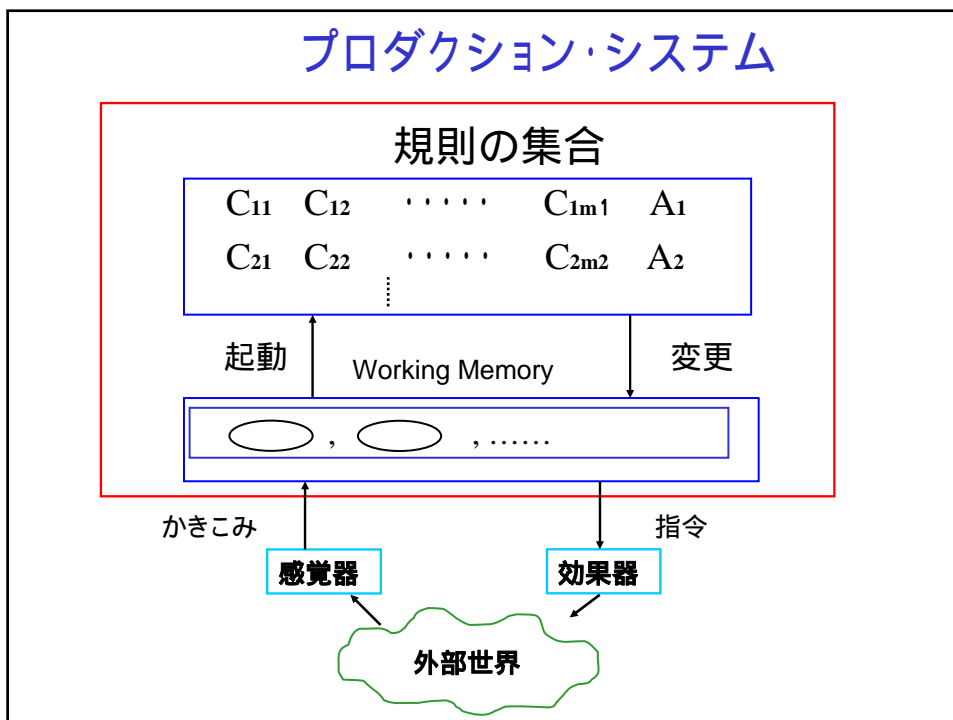 プロダクション・システム
規則の集合
C11 C12 ・・・・・ C1m1 A1
C21 C22 ・・・・・ C2m2 A2
起動 Working Memory 変更
, , ......
かきこみ 指令
感覚器 効果器
外部世界